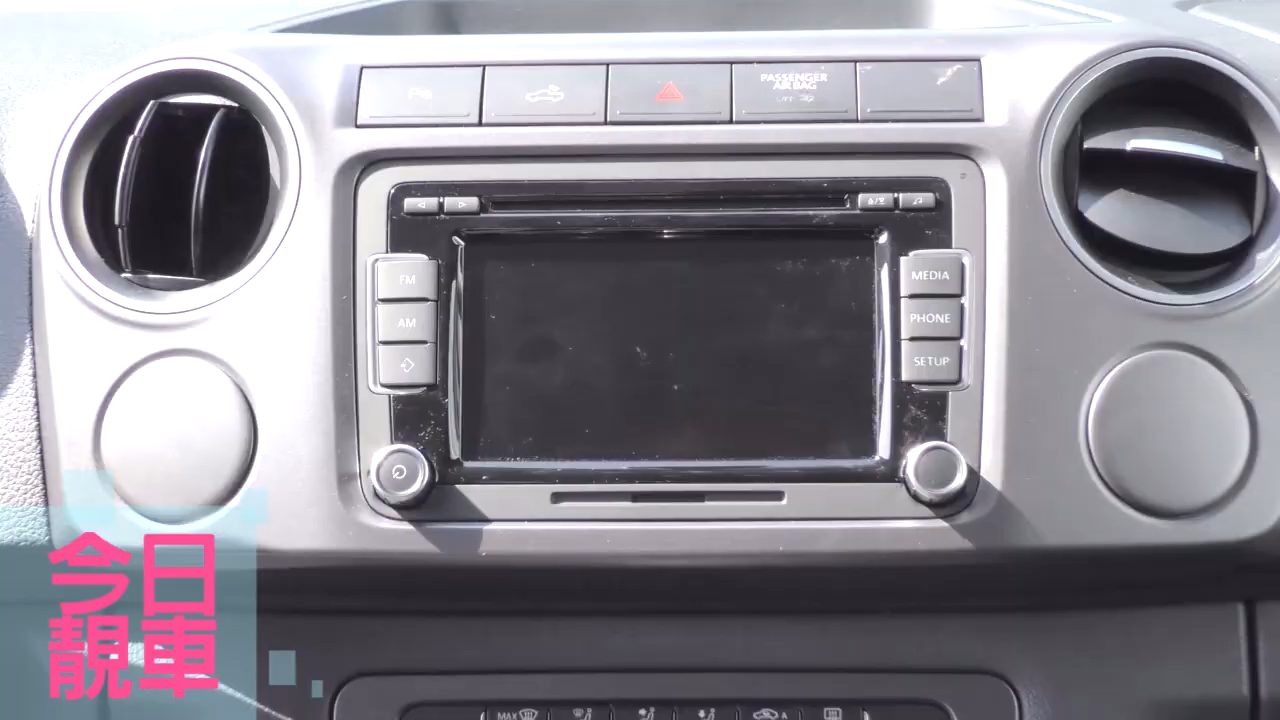 P
PASSENGER
AIR BAG
FM
AM
MEDIA
PHONE
SETUP
今日
靚車
MAX
A